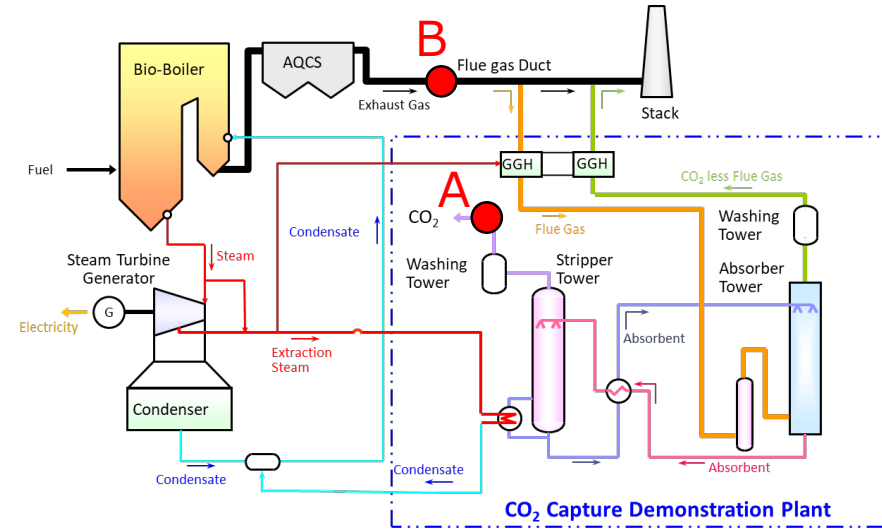 B
Bio-Boiler
AQCS
Flue gas Duct
Exhaust Gas
Stack
Fuel
GGH
GGH
CO₂ less Flue Gas
A
CO₂
Flue Gas
Washing
Tower
Condensate
Steam
Steam Turbine
Generator
Washing
Tower
Stripper
Tower
Absorber
Tower
G
Electricity
Extraction
Steam
Absorbent
Condenser
Condensate
Condensate
Absorbent
CO₂ Capture Demonstration Plant